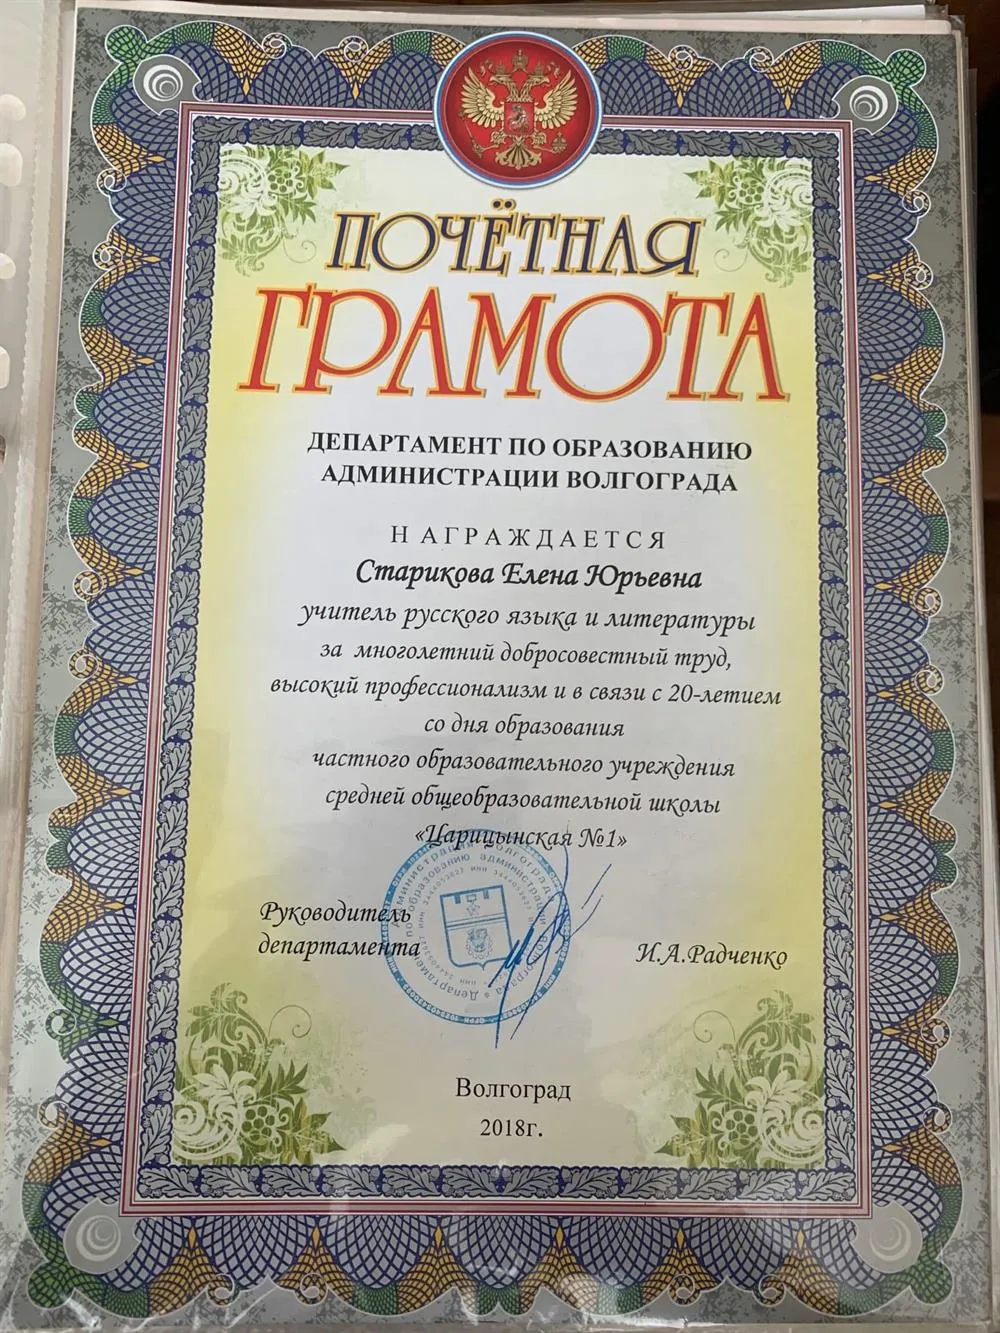 ПОЧЁТНАЯ
ГРАМОТА
ДЕПАРТАМЕНТ ПО ОБРАЗОВАНИЮ
АДМИНИСТРАЦИИ ВОЛГОГРАДА
НАГРАЖДАЕТСЯ
Старикова Елена Юрьевна
учитель русского языка и литературы
за многолетний добросовестный труд,
высокий профессионализм и в связи с 20-летием
со дня образования
частного образовательного учреждения
средней общеобразовательной школы
«Царицынская №1»
Руководитель
департамента
И.А.Радченко
Волгоград
2018г.